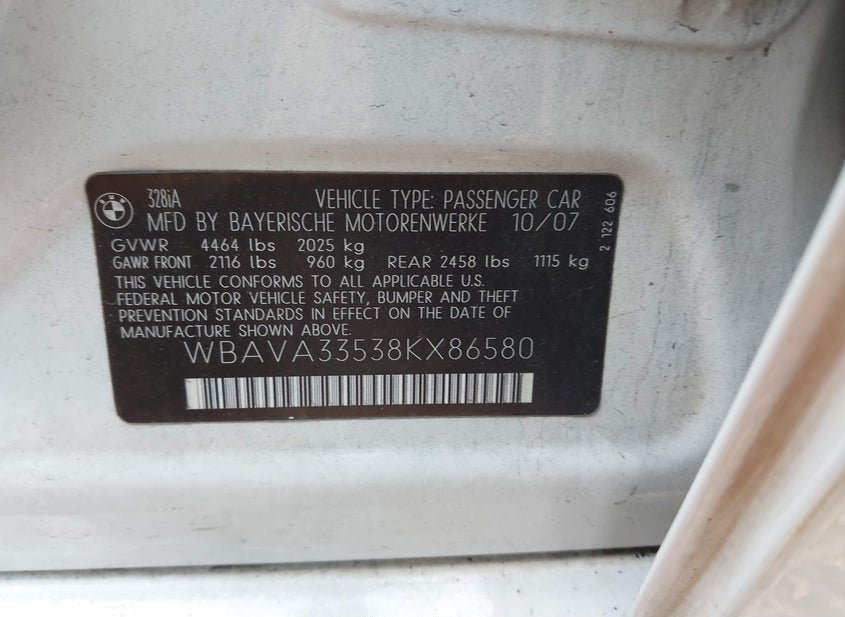 BMW
328iA VEHICLE TYPE: PASSENGER CAR
MFD BY BAYERISCHE MOTORENWERKE 10/07
GVWR 4464 lbs 2025 kg
GAWR FRONT 2116 lbs 960 kg REAR 2458 lbs 1115 kg
THIS VEHICLE CONFORMS TO ALL APPLICABLE U.S.
FEDERAL MOTOR VEHICLE SAFETY, BUMPER AND THEFT
PREVENTION STANDARDS IN EFFECT ON THE DATE OF
MANUFACTURE SHOWN ABOVE.
WBAVA33538KX86580
2 122 606